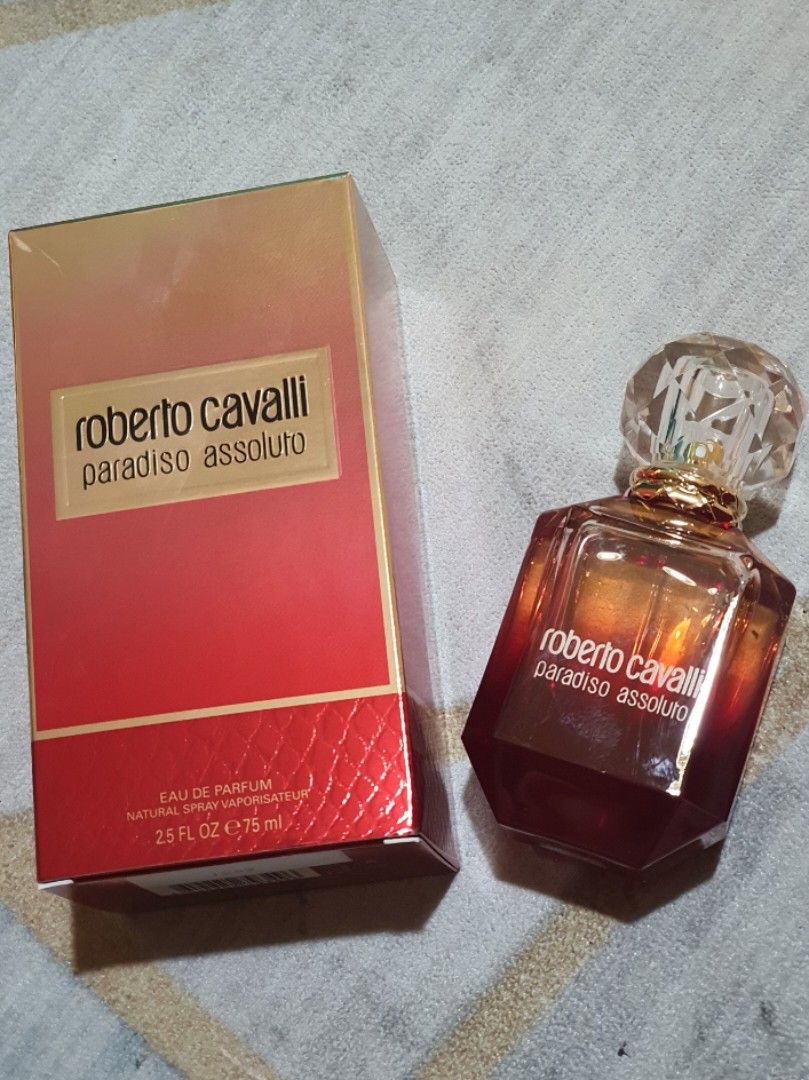 roberto cavalli
paradiso assoluto
EAU DE PARFUM
NATURAL SPRAY VAPORISATEUR
2.5 FL OZ e 75 ml
roberto cavalli
paradiso assoluto